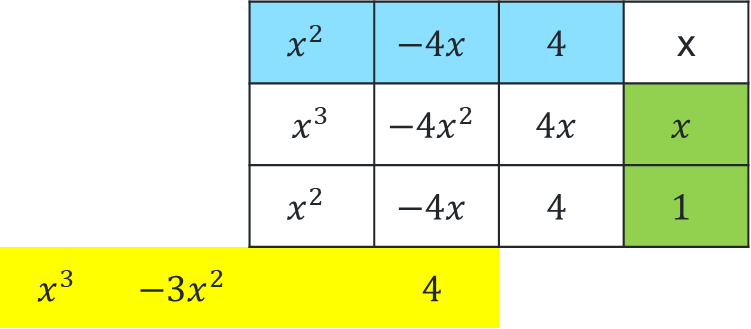 x² −4x 4 x
x³ −4x² 4x x
x² −4x 4 1
x³ −3x² 4